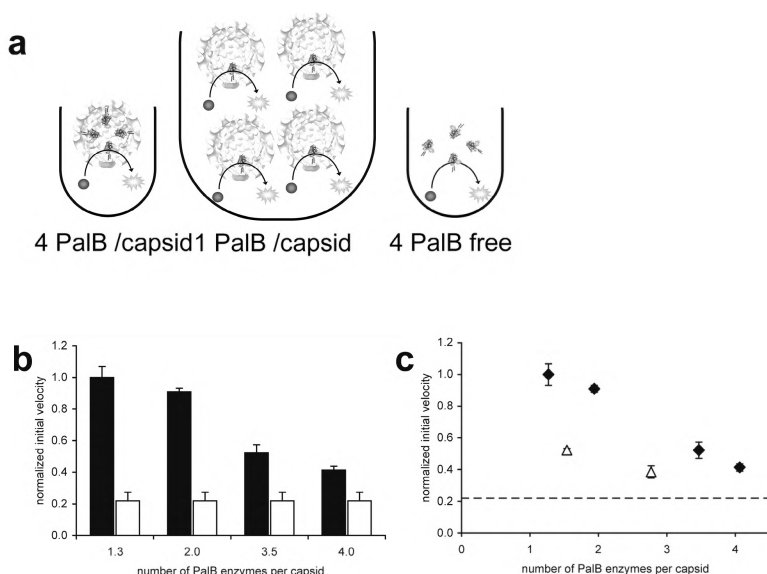 a
4 PalB /capsid1 PalB /capsid
4 PalB free
b
normalized initial velocity
1.2
1.0
0.8
0.6
0.4
0.2
0.0
1.3 2.0 3.5 4.0
number of PalB enzymes per capsid
c
normalized initial velocity
1.2
1.0
0.8
0.6
0.4
0.2
0.0
0 1 2 3 4
number of PalB enzymes per capsid